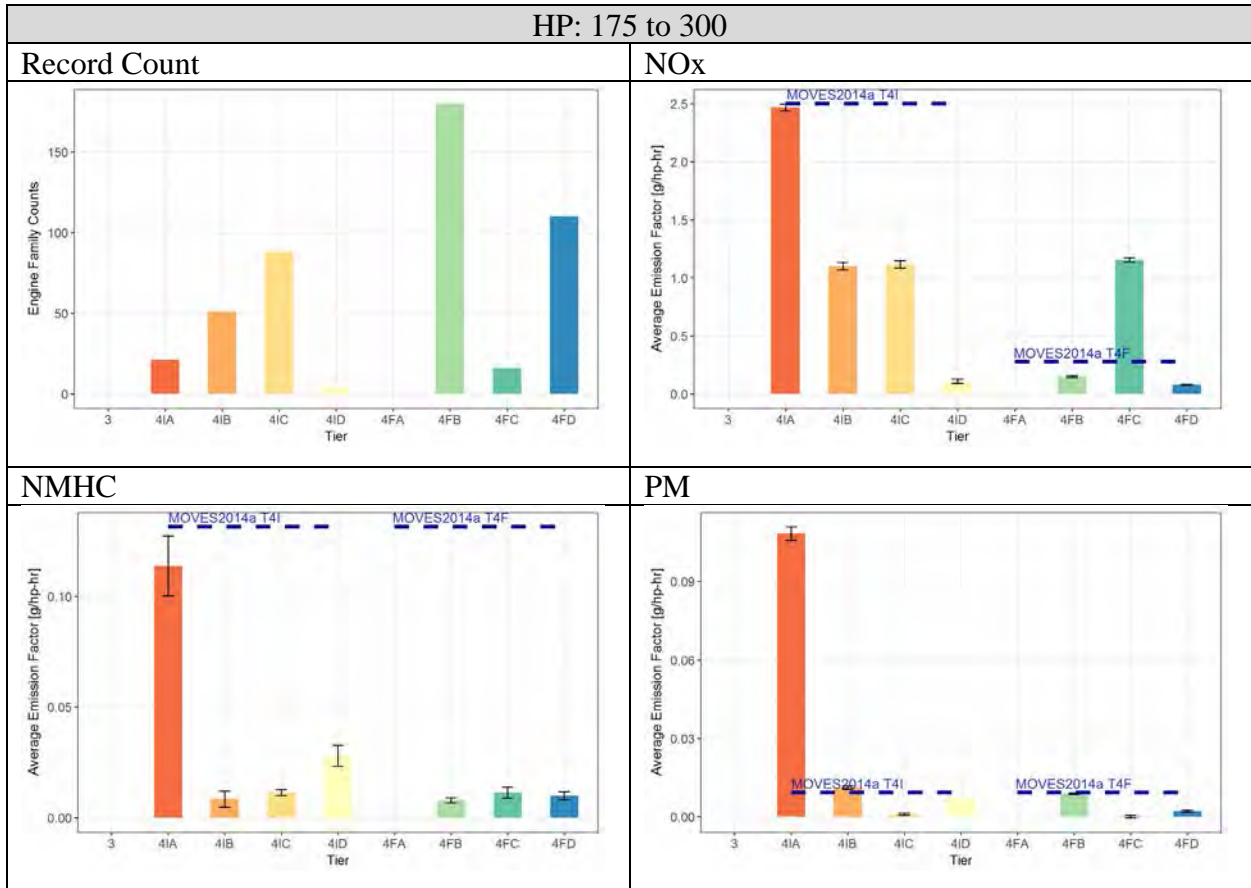 HP: 175 to 300
Record Count
NOx
Engine Family Counts
150
100
50
0
3 4IA 4IB 4IC 4ID 4FA 4FB 4FC 4FD
Tier
Average Emission Factor [g/hp-hr]
2.5
2.0
1.5
1.0
0.5
0.0
MOVES2014a T4I
MOVES2014a T4F
3 4IA 4IB 4IC 4ID 4FA 4FB 4FC 4FD
Tier
NMHC
PM
Average Emission Factor [g/hp-hr]
0.10
0.05
0.00
MOVES2014a T4I MOVES2014a T4F
3 4IA 4IB 4IC 4ID 4FA 4FB 4FC 4FD
Tier
Average Emission Factor [g/hp-hr]
0.09
0.06
0.03
0.00
MOVES2014a T4I MOVES2014a T4F
3 4IA 4IB 4IC 4ID 4FA 4FB 4FC 4FD
Tier